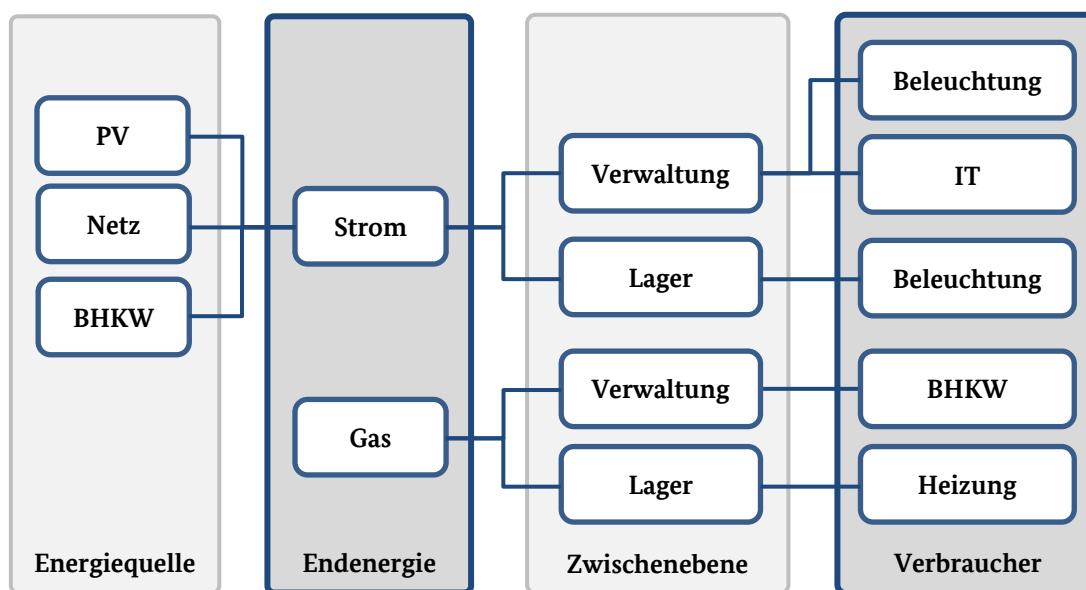 PV
Netz
BHKW
Energiequelle
Strom
Gas
Endenergie
Verwaltung
Lager
Verwaltung
Lager
Zwischenebene
Beleuchtung
IT
Beleuchtung
BHKW
Heizung
Verbraucher